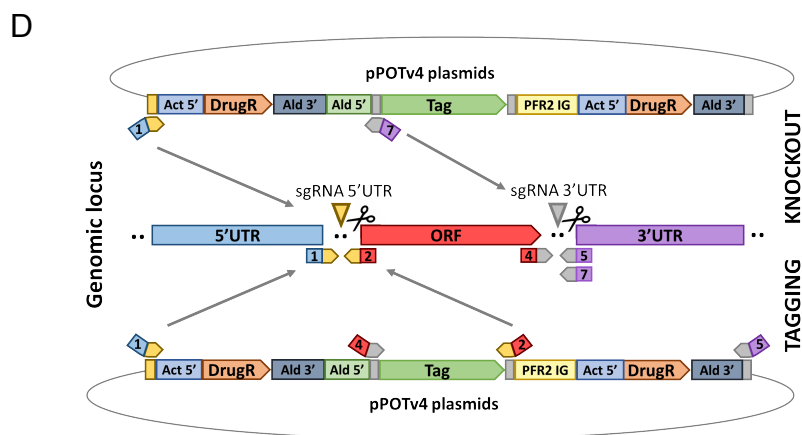 D
pPOTv4 plasmids
Act 5’ DrugR Ald 3’ Ald 5’ Tag PFR2 IG Act 5’ DrugR Ald 3’
1 7
KNOCKOUT
Genomic locus
sgRNA 5’UTR sgRNA 3’UTR
5’UTR ORF 3’UTR
1 2 4 5
7
TAGGING
1 4 2 5
Act 5’ DrugR Ald 3’ Ald 5’ Tag PFR2 IG Act 5’ DrugR Ald 3’
pPOTv4 plasmids